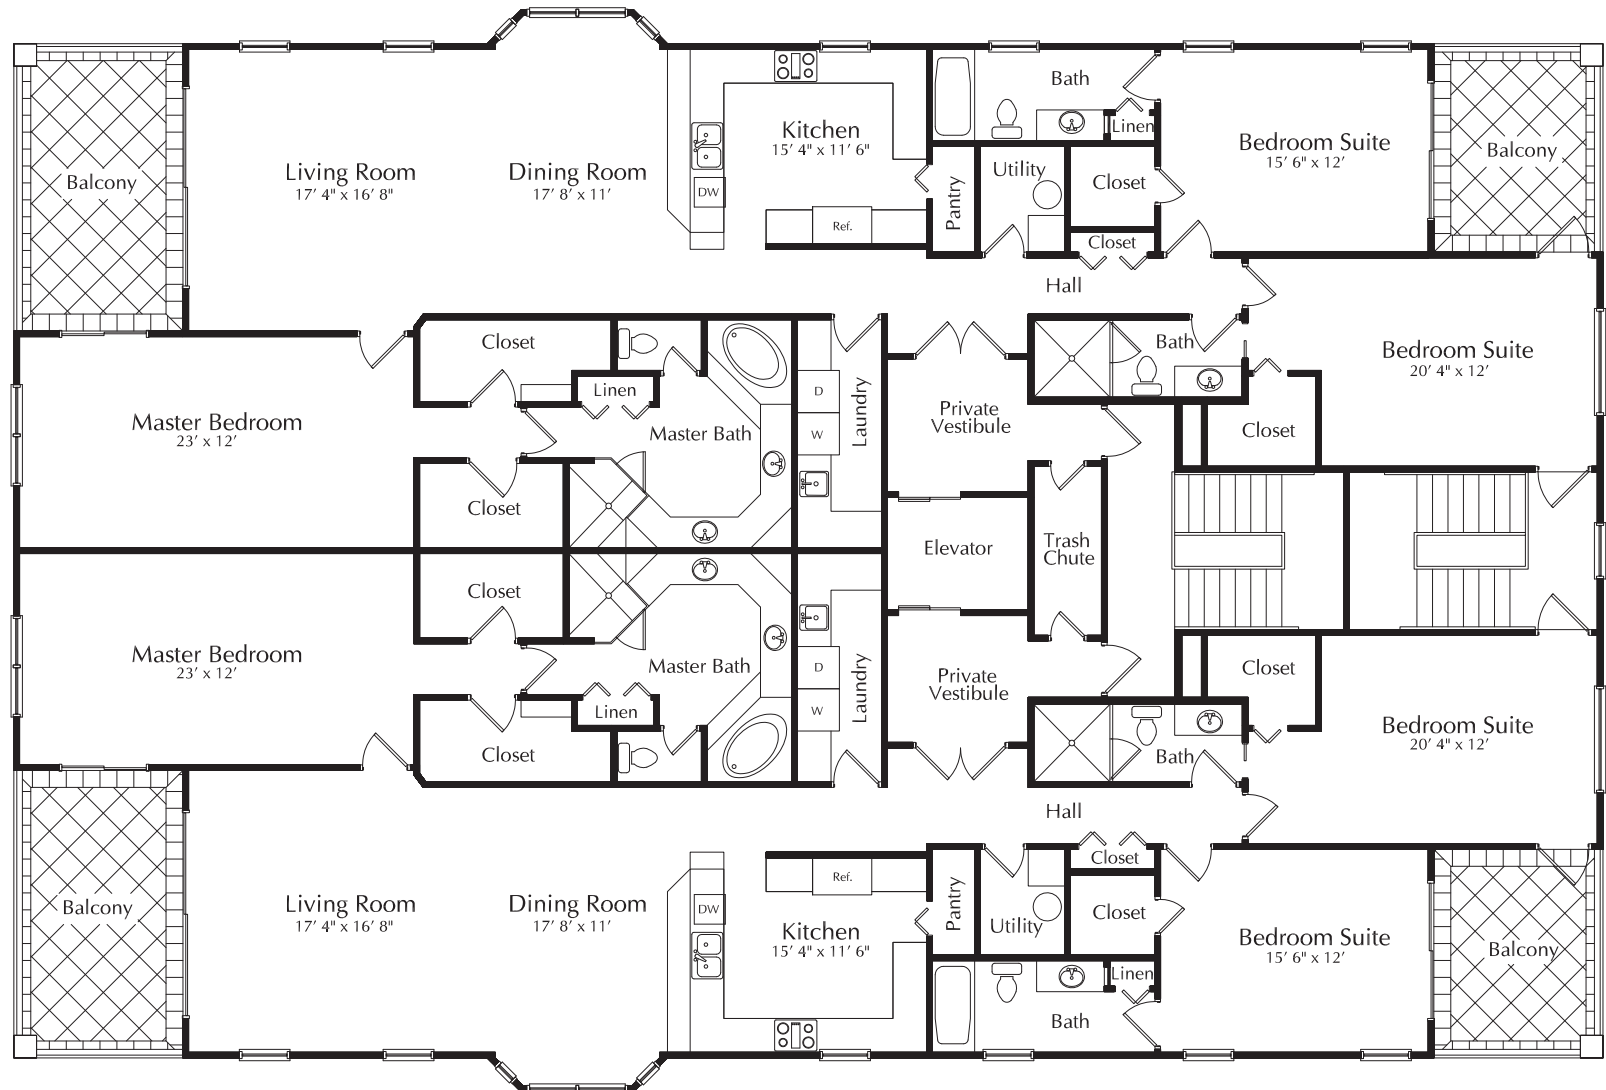 Balcony
Living Room
17' 4" x 16' 8"
Dining Room
17' 8' x 11'
DW
Kitchen
15' 4" x 11' 6"
Ref.
Pantry
Bath
Linen
Utility
Closet
Closet
Hall
Bedroom Suite
15' 6" x 12'
Balcony
Master Bedroom
23' x 12'
Closet
Linen
Master Bath
Closet
D
W
Laundry
Private
Vestibule
Bath
Closet
Bedroom Suite
20' 4" x 12'
Elevator
Trash
Chute
Master Bedroom
23' x 12'
Closet
Master Bath
Linen
Closet
D
W
Laundry
Private
Vestibule
Bath
Closet
Bedroom Suite
20' 4" x 12'
Balcony
Living Room
17' 4" x 16' 8"
Dining Room
17' 8' x 11'
DW
Ref.
Kitchen
15' 4" x 11' 6"
Pantry
Hall
Closet
Utility
Closet
Linen
Bath
Bedroom Suite
15' 6" x 12'
Balcony